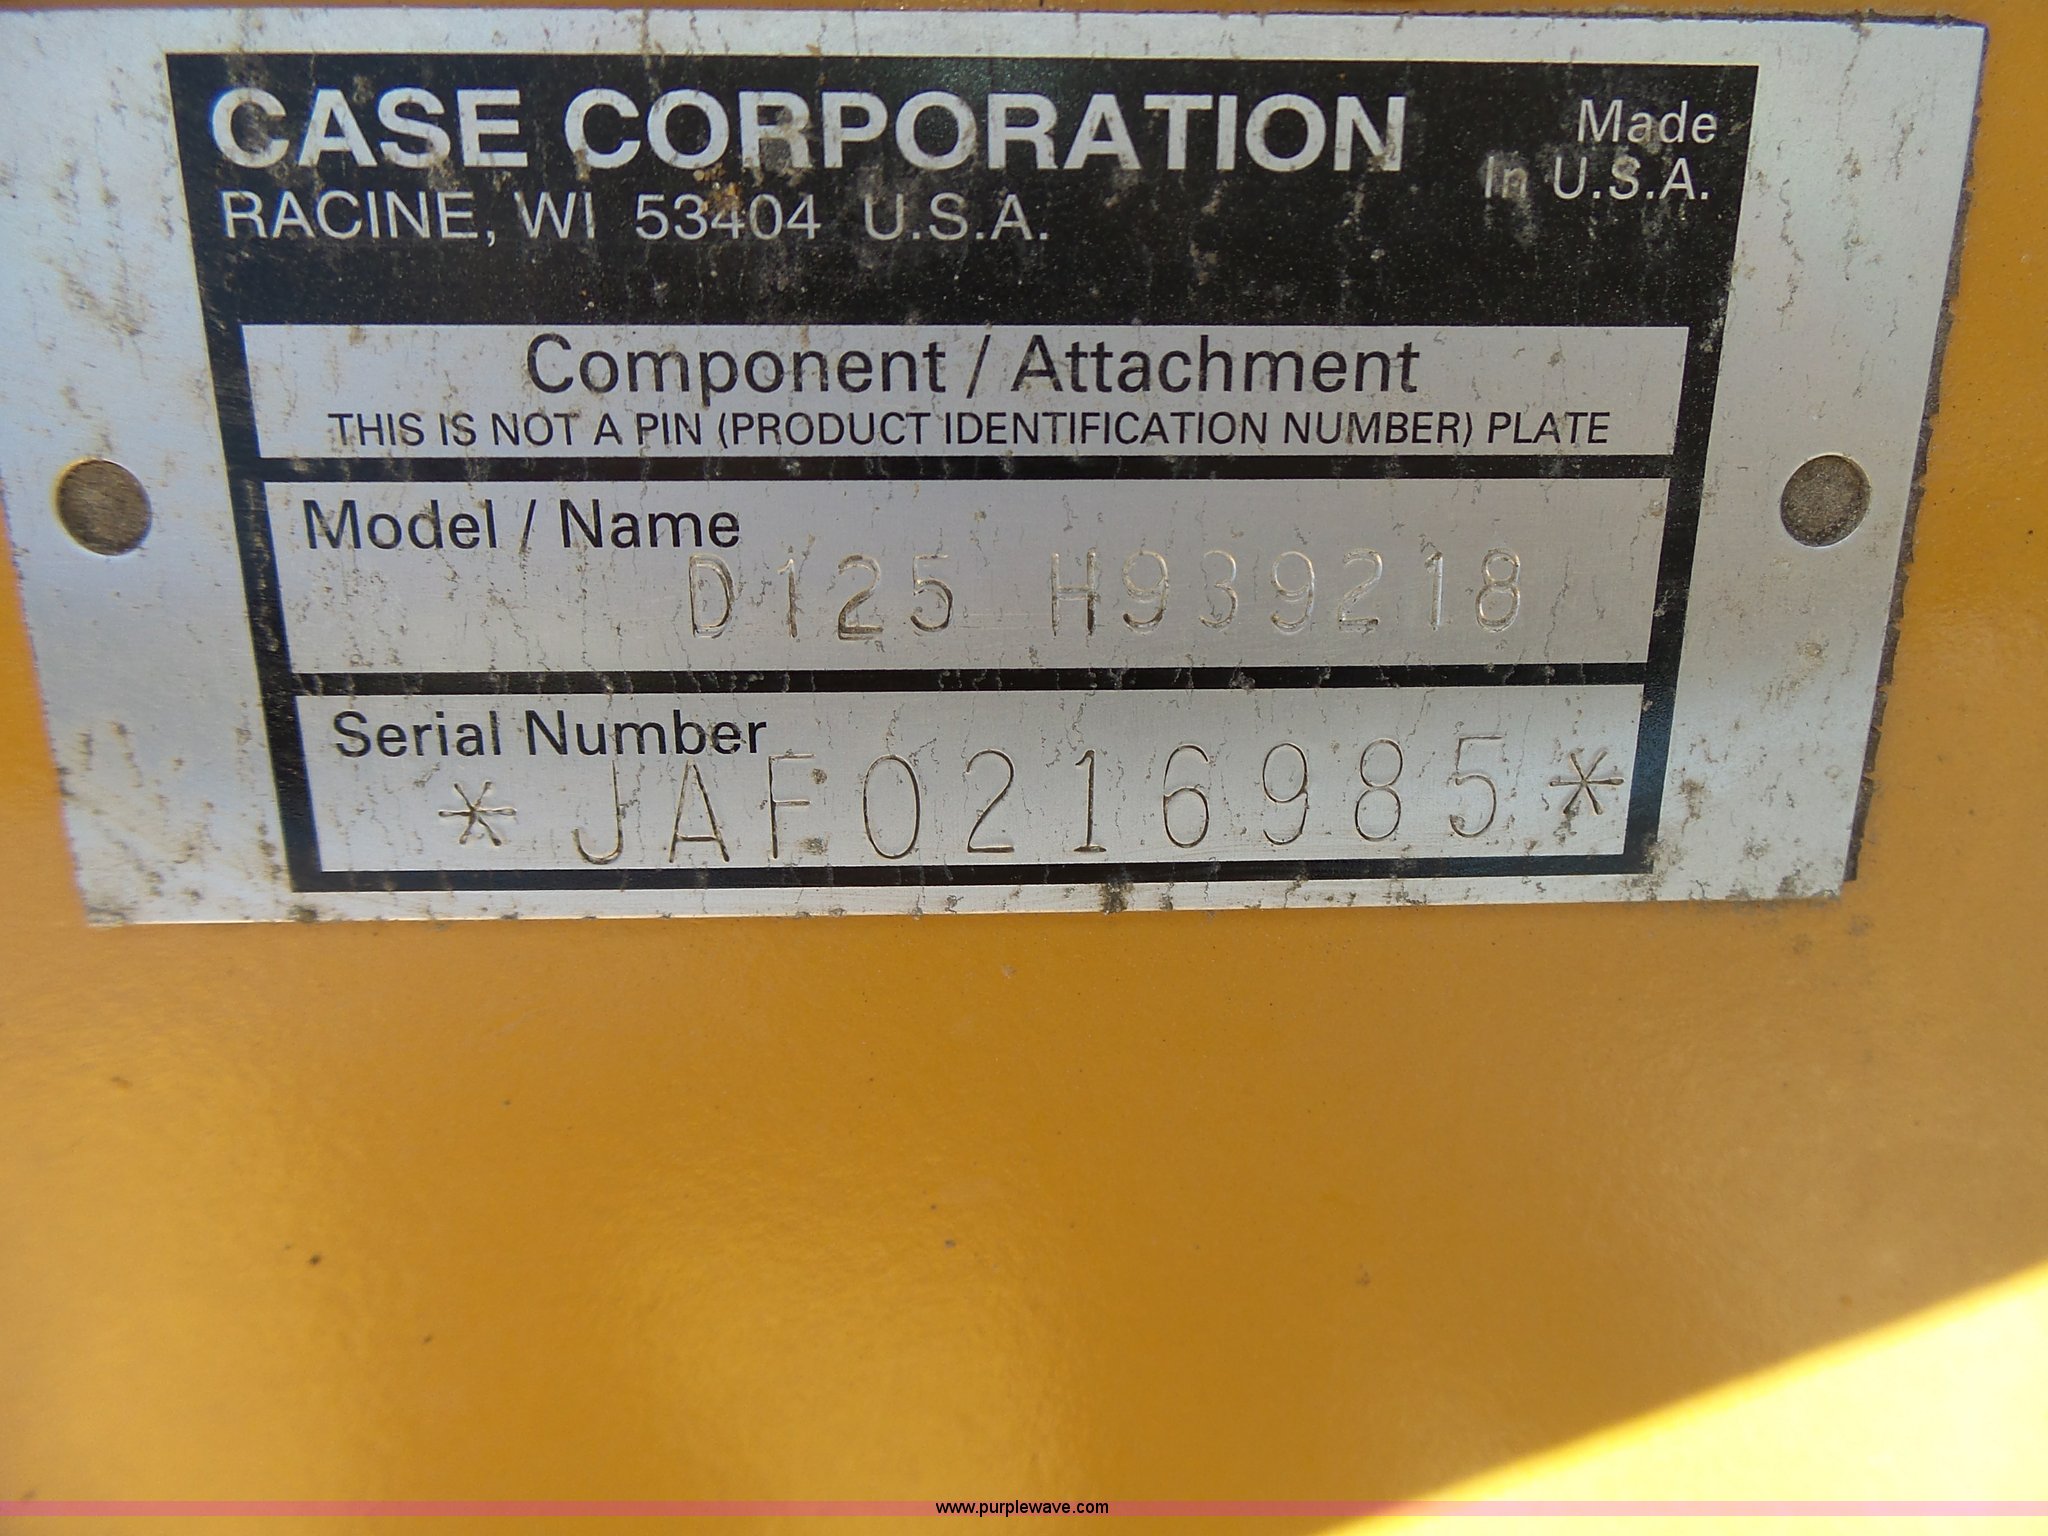 CASE CORPORATION
Made
In U.S.A.
RACINE, WI 53404 U.S.A.
Component / Attachment
THIS IS NOT A PIN (PRODUCT IDENTIFICATION NUMBER) PLATE
Model / Name
D125 H939218
Serial Number
*JAF0216985*
www.purplewave.com